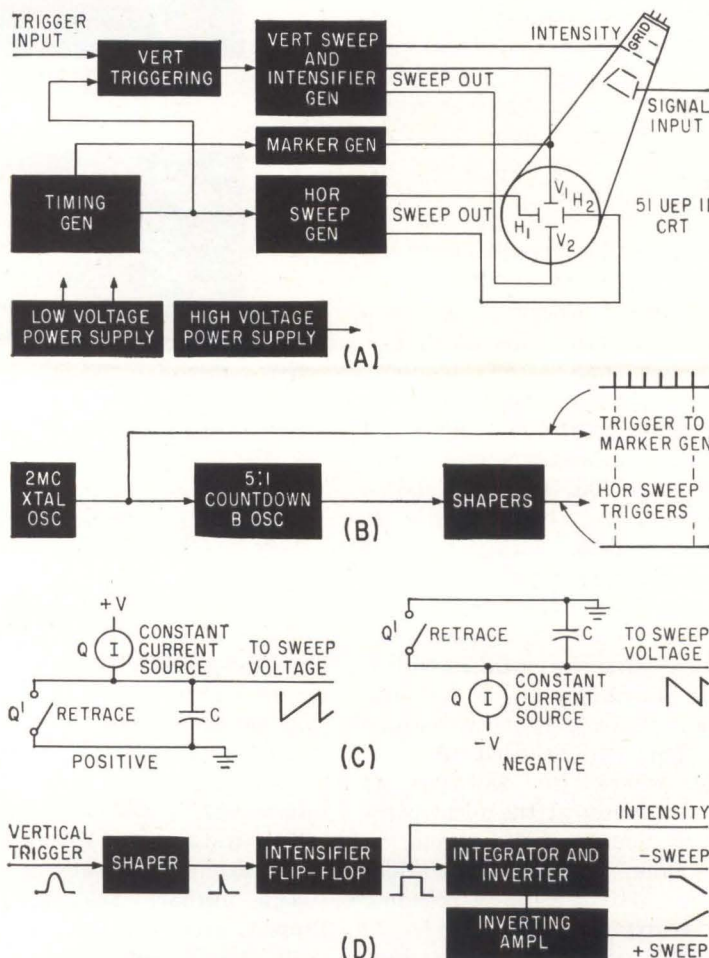 TRIGGER
INPUT
VERT
TRIGGERING
VERT SWEEP
AND
INTENSIFIER
GEN
INTENSITY
GRID
SWEEP OUT
SIGNAL
INPUT
MARKER GEN
TIMING
GEN
HOR
SWEEP
GEN
SWEEP OUT
V1
H2
H1
V2
51 UEP 11
CRT
LOW VOLTAGE
POWER SUPPLY
HIGH VOLTAGE
POWER SUPPLY
(A)
2MC
XTAL
OSC
5:1
COUNTDOWN
B OSC
SHAPERS
TRIGGER TO
MARKER GEN
HOR SWEEP
TRIGGERS
(B)
+V
Q
I
CONSTANT
CURRENT
SOURCE
TO SWEEP
VOLTAGE
Q'
RETRACE
C
POSITIVE
Q'
RETRACE
C
TO SWEEP
VOLTAGE
Q
I
CONSTANT
CURRENT
SOURCE
-V
NEGATIVE
(C)
VERTICAL
TRIGGER
SHAPER
INTENSIFIER
FLIP-FLOP
INTENSITY
INTEGRATOR AND
INVERTER
-SWEEP
INVERTING
AMPL
+SWEEP
(D)